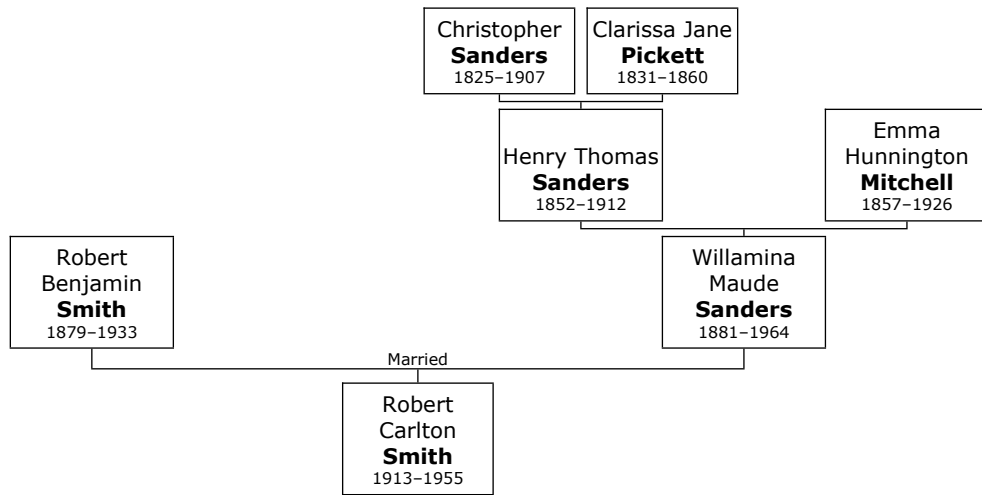 Christopher
Sanders
1825–1907
Clarissa Jane
Pickett
1831–1860
Henry Thomas
Sanders
1852–1912
Emma
Hunnington
Mitchell
1857–1926
Robert
Benjamin
Smith
1879–1933
Willamina
Maude
Sanders
1881–1964
Married
Robert
Carlton
Smith
1913–1955